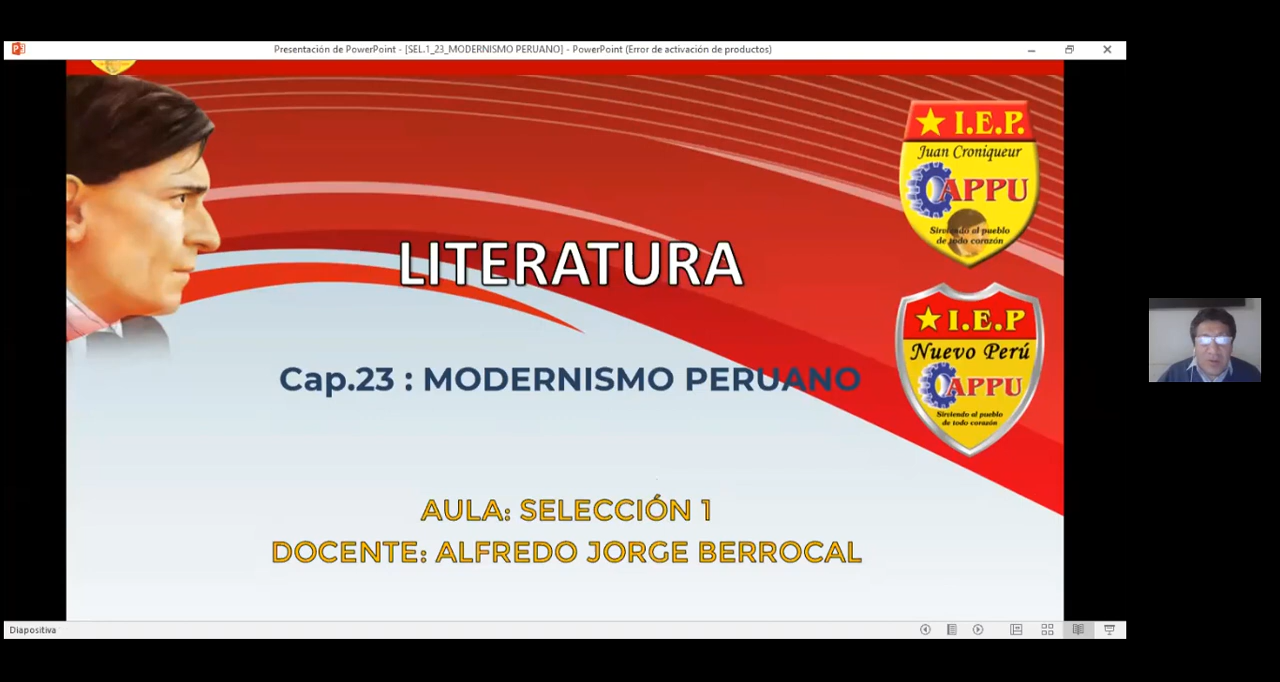 Presentación de PowerPoint - [SEL.1_23_MODERNISMO PERUANO] - PowerPoint (Error de activación de productos)
I.E.P.
Juan Croniqueur
CAPPU
Sirviendo al pueblo
de todo corazón
LITERATURA
I.E.P
Nuevo Perú
CAPPU
Sirviendo al pueblo
de todo corazón
Cap.23 : MODERNISMO PERUANO
AULA: SELECCIÓN 1
DOCENTE: ALFREDO JORGE BERROCAL
Diapositiva